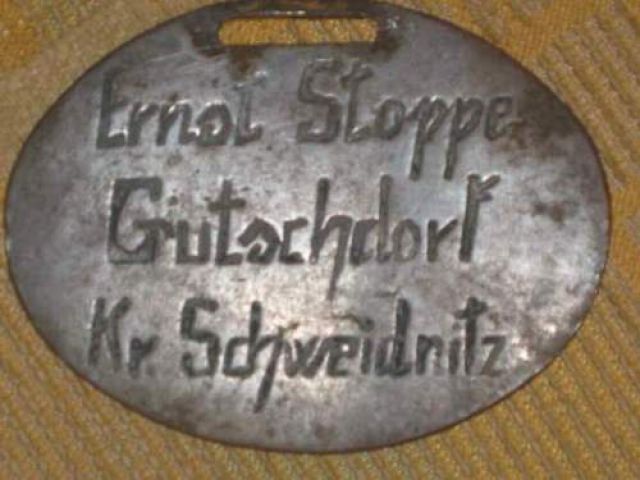 Ernst Stoppe
Gutschdorf
Kr. Schweidnitz